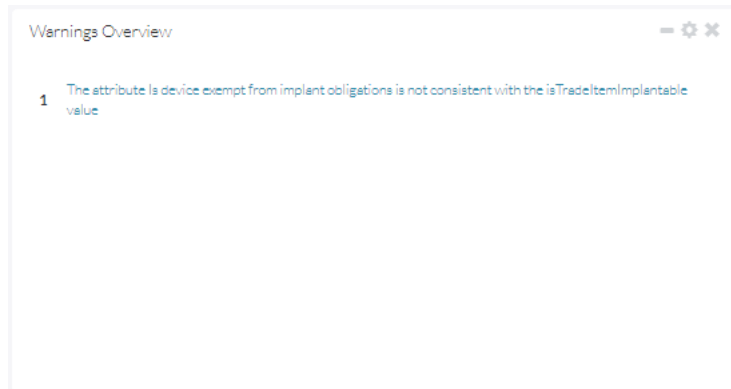 Warnings Overview
1
The attribute Is device exempt from implant obligations is not consistent with the isTradeItemImplantable
value